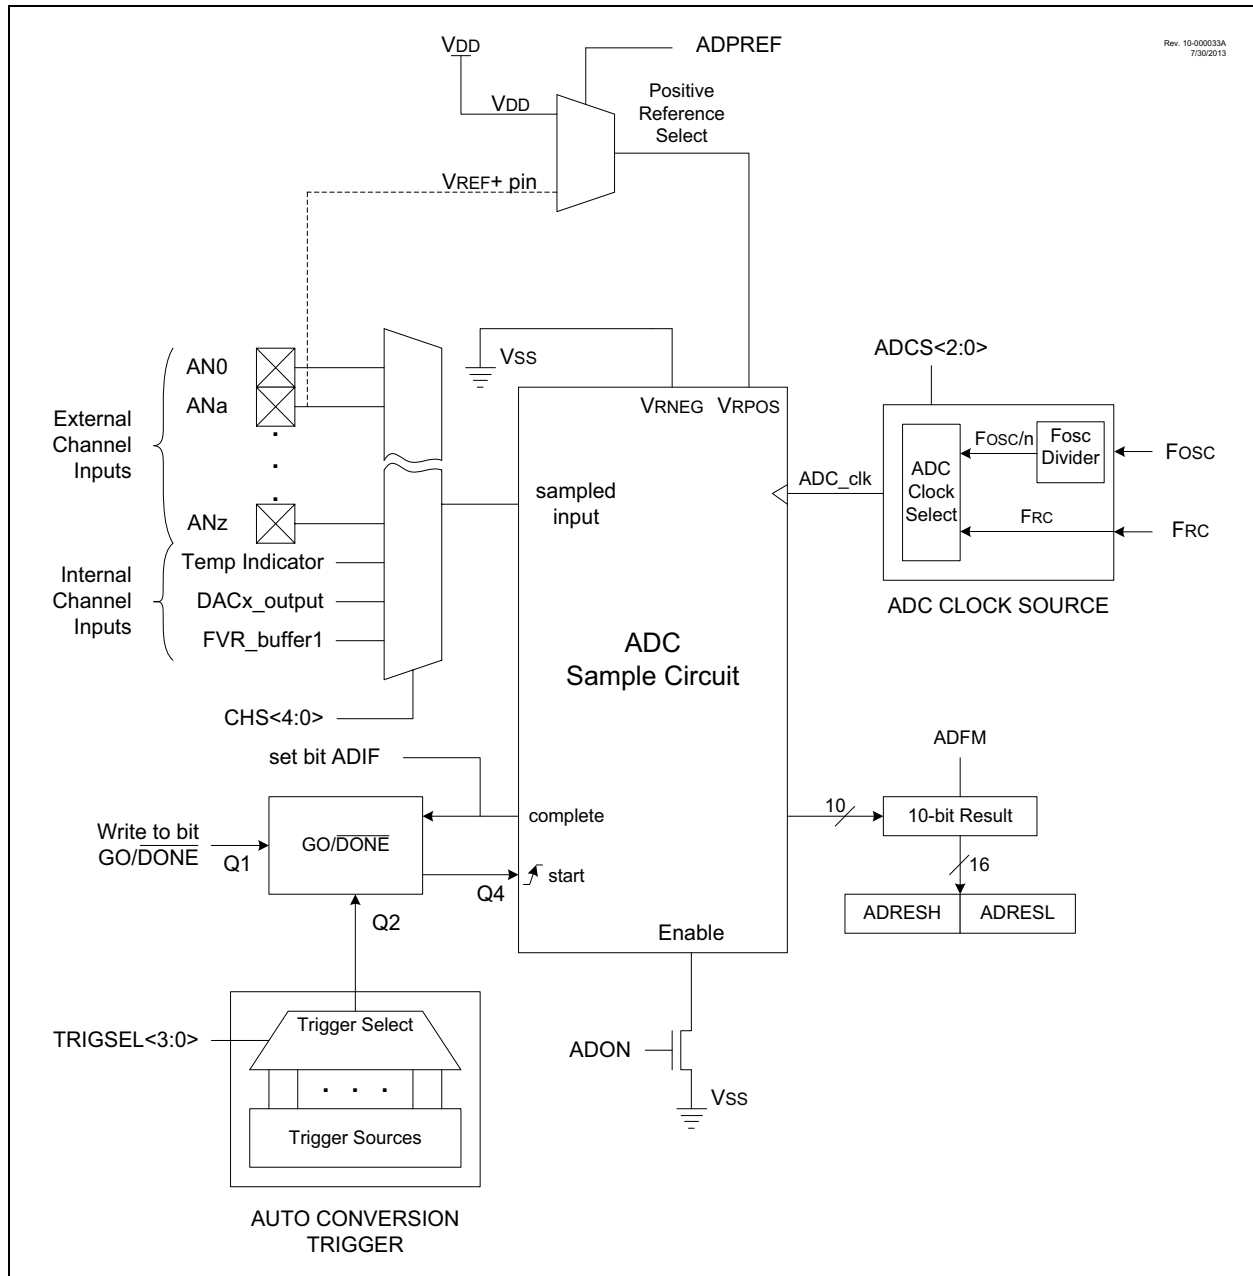 Rev. 10-000033A
7/30/2013
VDD
ADPREF
VDD
Positive
Reference
Select
VREF+ pin
VSS
ADCS<2:0>
AN0
ANa
External
Channel
Inputs
VRNEG VRPOS
FOSC/n
Fosc
Divider
FOSC
ADC
Clock
Select
ADC_clk
sampled
input
ANz
FRC
FRC
Temp Indicator
Internal
Channel
Inputs
DACx_output
ADC CLOCK SOURCE
FVR_buffer1
ADC
Sample Circuit
CHS<4:0>
set bit ADIF
ADFM
complete
10
10-bit Result
Write to bit
GO/DONE
Q1
GO/DONE
Q4
start
16
ADRESH ADRESL
Q2
Enable
TRIGSEL<3:0>
Trigger Select
ADON
. . .
VSS
Trigger Sources
AUTO CONVERSION
TRIGGER